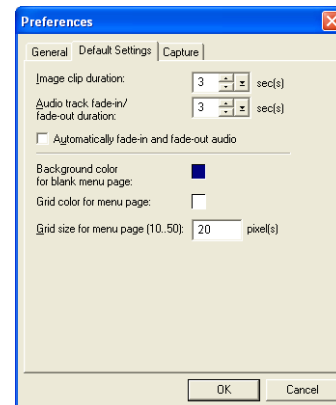 Preferences
General Default Settings Capture
Image clip duration: 3 sec(s)
Audio track fade-in/
fade-out duration: 3 sec(s)
Automatically fade-in and fade-out audio
Background color
for blank menu page:
Grid color for menu page:
Grid size for menu page (10..50): 20 pixel(s)
OK Cancel